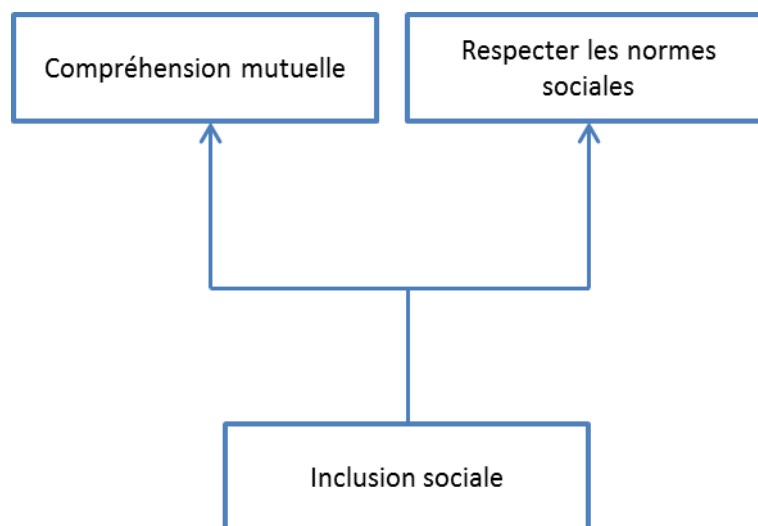 Compréhension mutuelle
Respecter les normes
sociales
Inclusion sociale